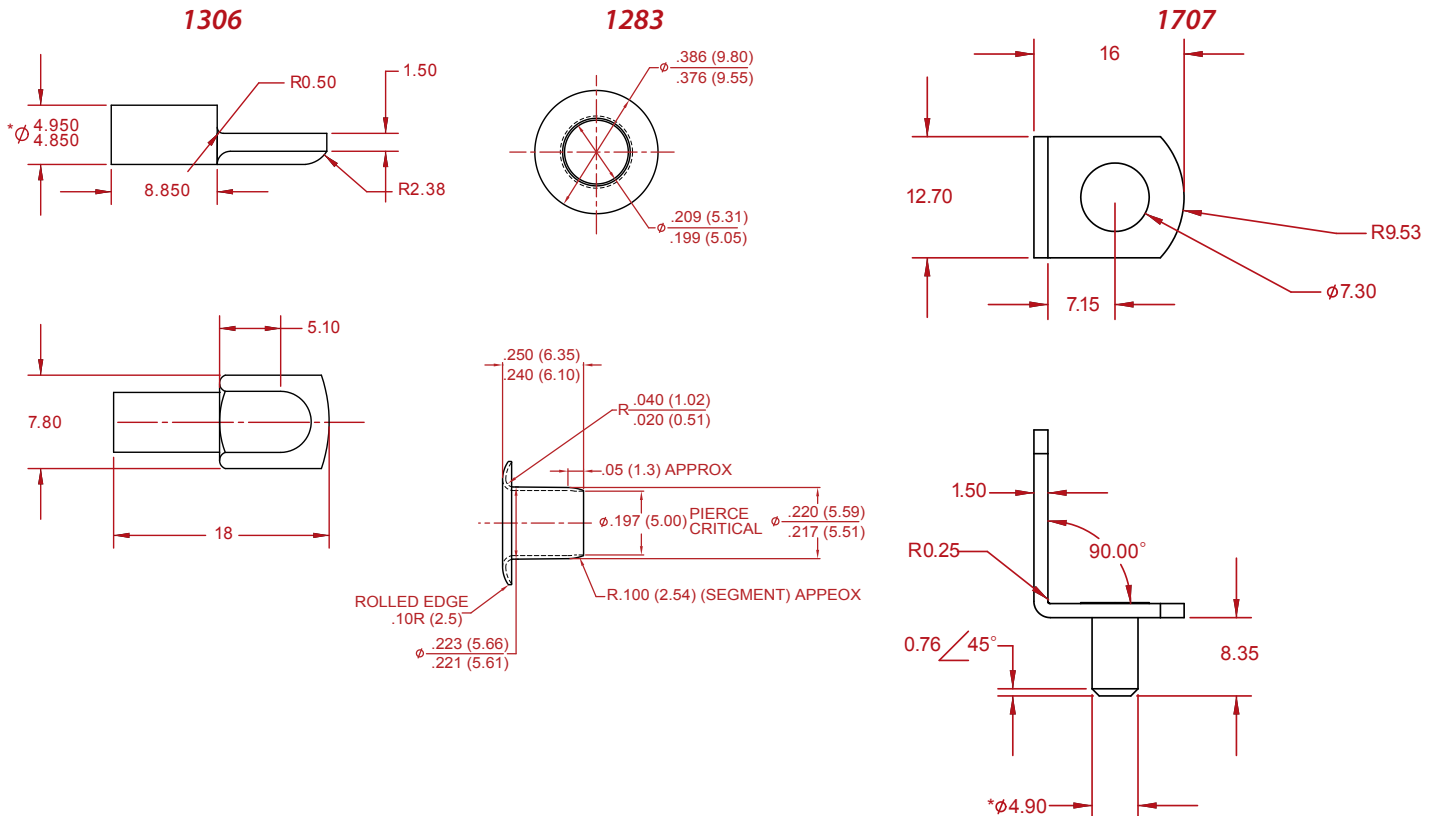 1306
1.50
R0.50
*Ø 4.950
4.850
8.850
R2.38
5.10
7.80
18
1283
ø .386 (9.80)
.376 (9.55)
ø .209 (5.31)
.199 (5.05)
.250 (6.35)
.240 (6.10)
R .040 (1.02)
.020 (0.51)
.05 (1.3) APPROX
ø.197 (5.00) PIERCE
CRITICAL
ø .220 (5.59)
.217 (5.51)
R.100 (2.54) (SEGMENT) APPEOX
ROLLED EDGE
.10R (2.5)
ø .223 (5.66)
.221 (5.61)
1707
16
12.70
R9.53
ø7.30
7.15
1.50
R0.25
90.00°
0.76 45°
8.35
*ø4.90